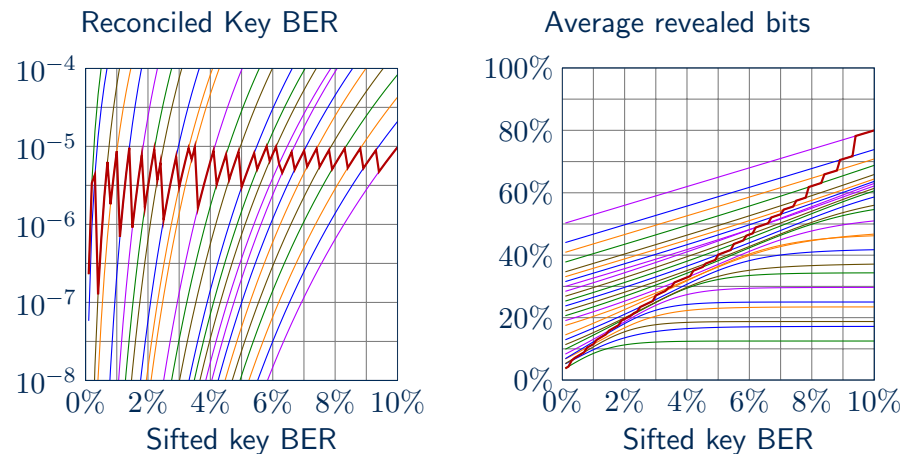 Reconciled Key BER
10^{-4}
10^{-5}
10^{-6}
10^{-7}
10^{-8}
0% 2% 4% 6% 8% 10%
Sifted key BER
Average revealed bits
100%
80%
60%
40%
20%
0%
0% 2% 4% 6% 8% 10%
Sifted key BER